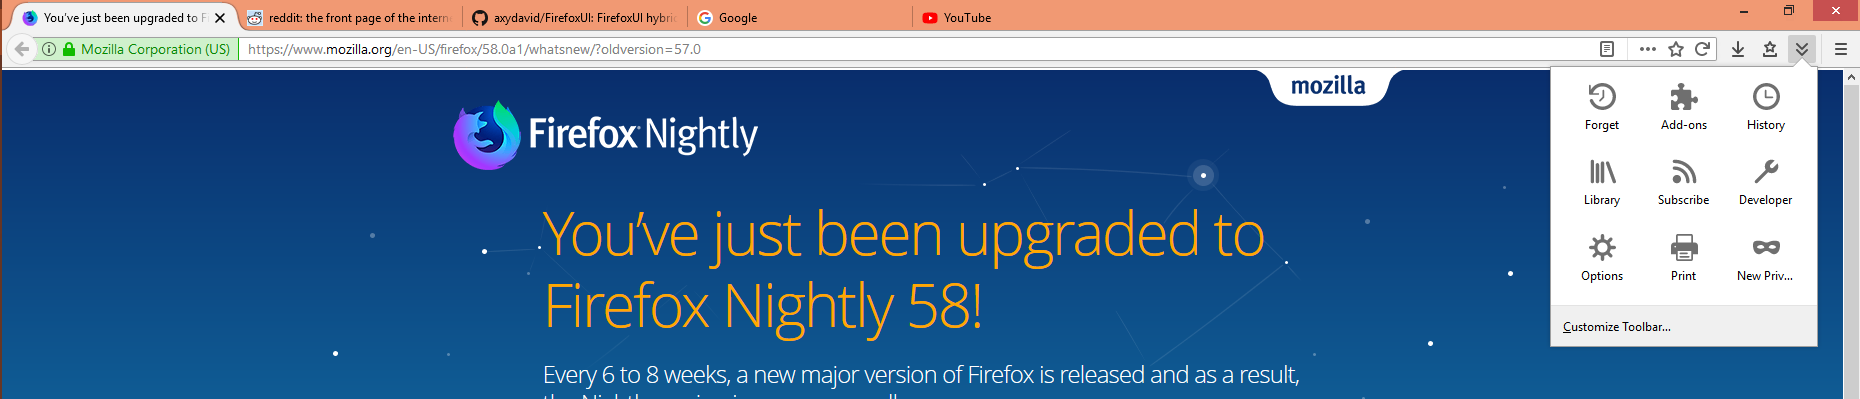 You've just been upgraded to F
reddit: the front page of the intern
axydavid/FirefoxUI: FirefoxUI hybri
Google
YouTube
Mozilla Corporation (US)
https://www.mozilla.org/en-US/firefox/58.0a1/whatsnew/?oldversion=57.0
mozilla
Firefox Nightly
You've just been upgraded to
Firefox Nightly 58!
Every 6 to 8 weeks, a new major version of Firefox is released and as a result,
Forget
Add-ons
History
Library
Subscribe
Developer
Options
Print
New Priv...
Customize Toolbar...